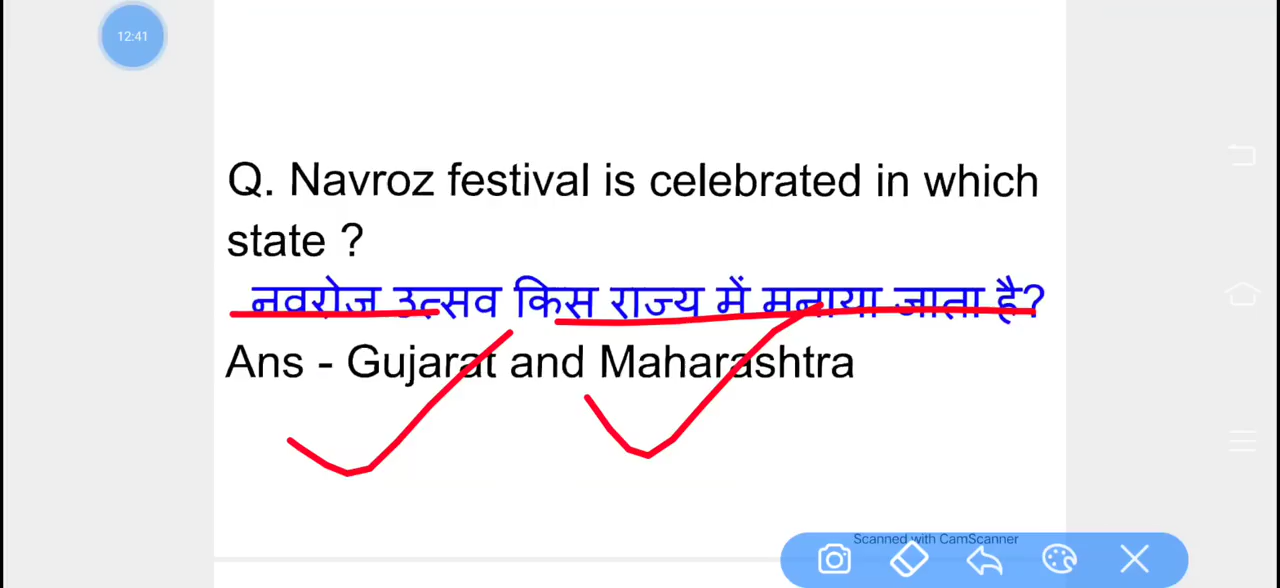 12:41
Q. Navroz festival is celebrated in which
state ?
नवरोज उत्सव किस राज्य में मनाया जाता है?
Ans - Gujarat and Maharashtra
Scanned with CamScanner